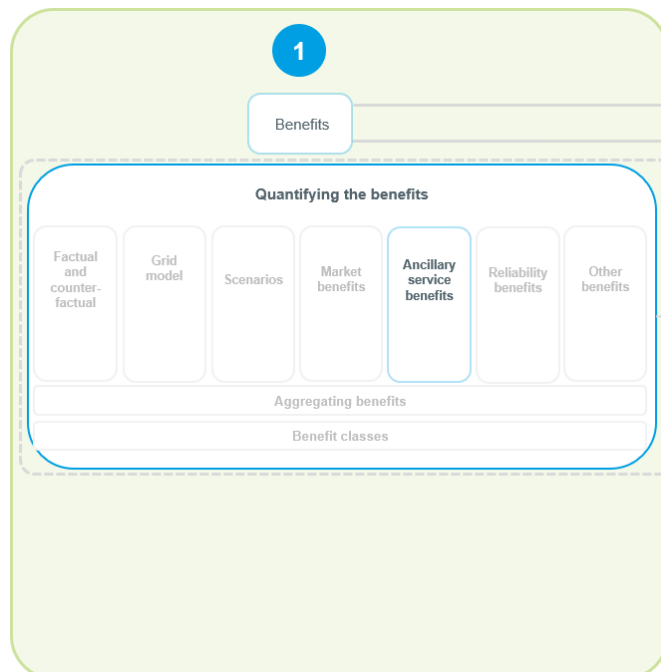 1
Benefits
Quantifying the benefits
Factual
and
counter-
factual
Grid
model
Scenarios
Market
benefits
Ancillary
service
benefits
Reliability
benefits
Other
benefits
Aggregating benefits
Benefit classes